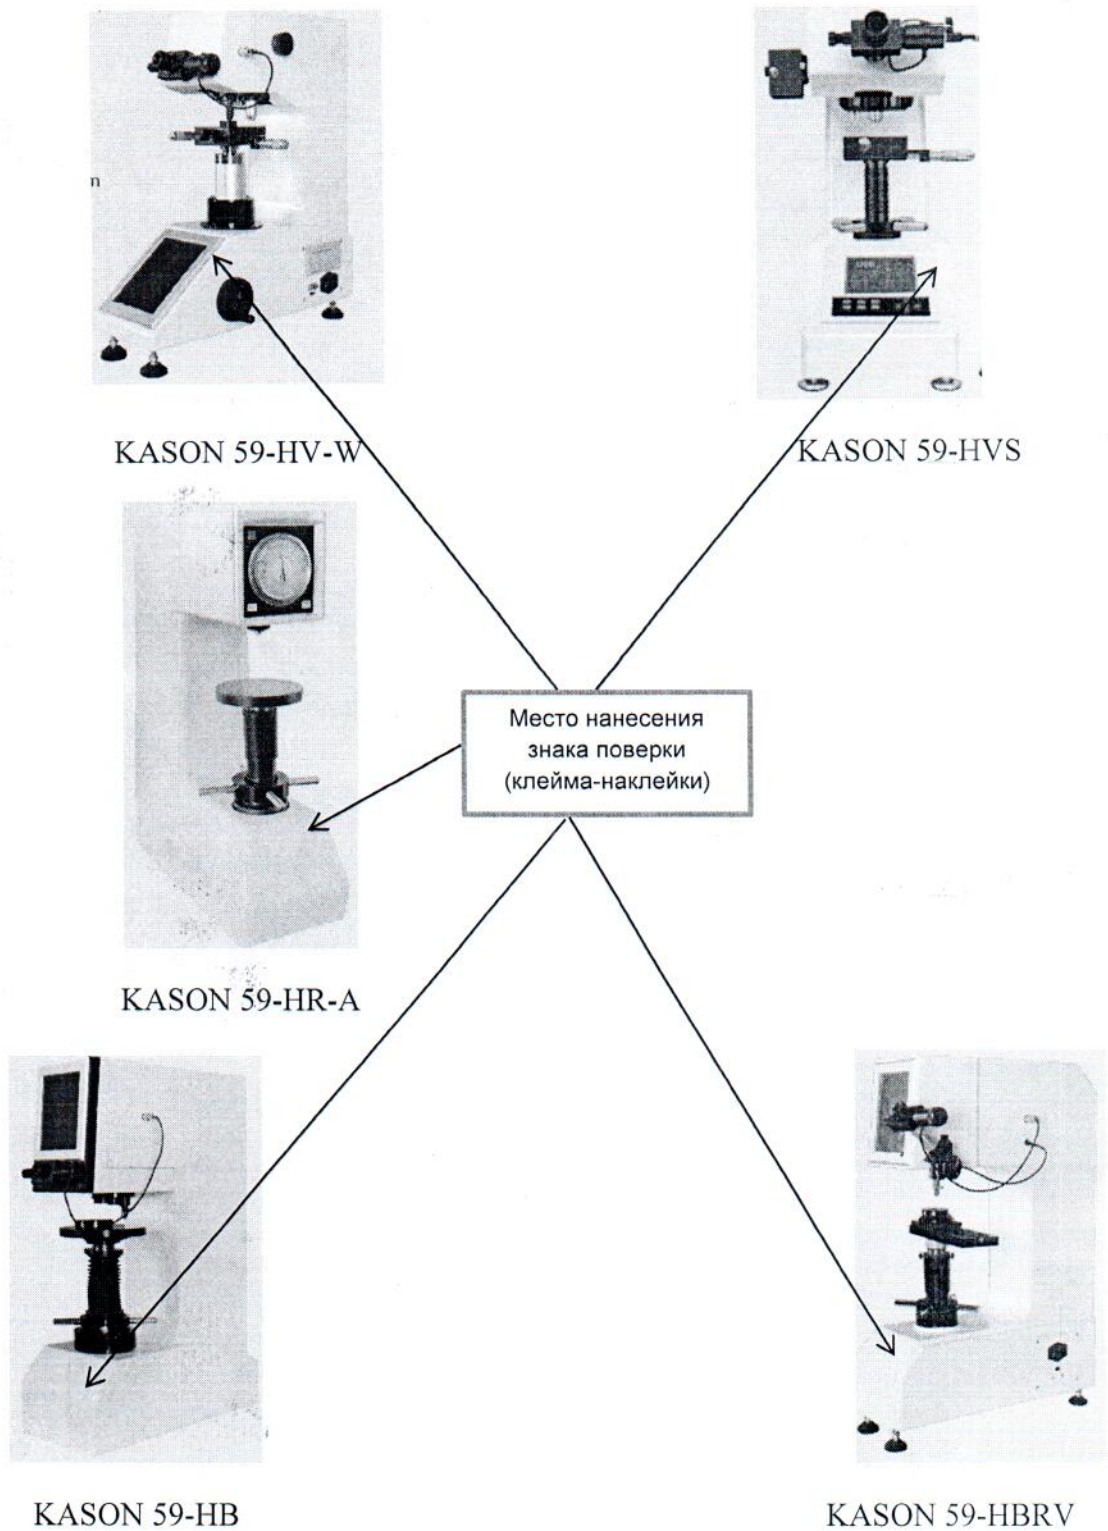 KASON 59-HV-W
KASON 59-HVS
Место нанесения
знака поверки
(клейма-наклейки)
KASON 59-HR-A
KASON 59-HB
KASON 59-HBRV